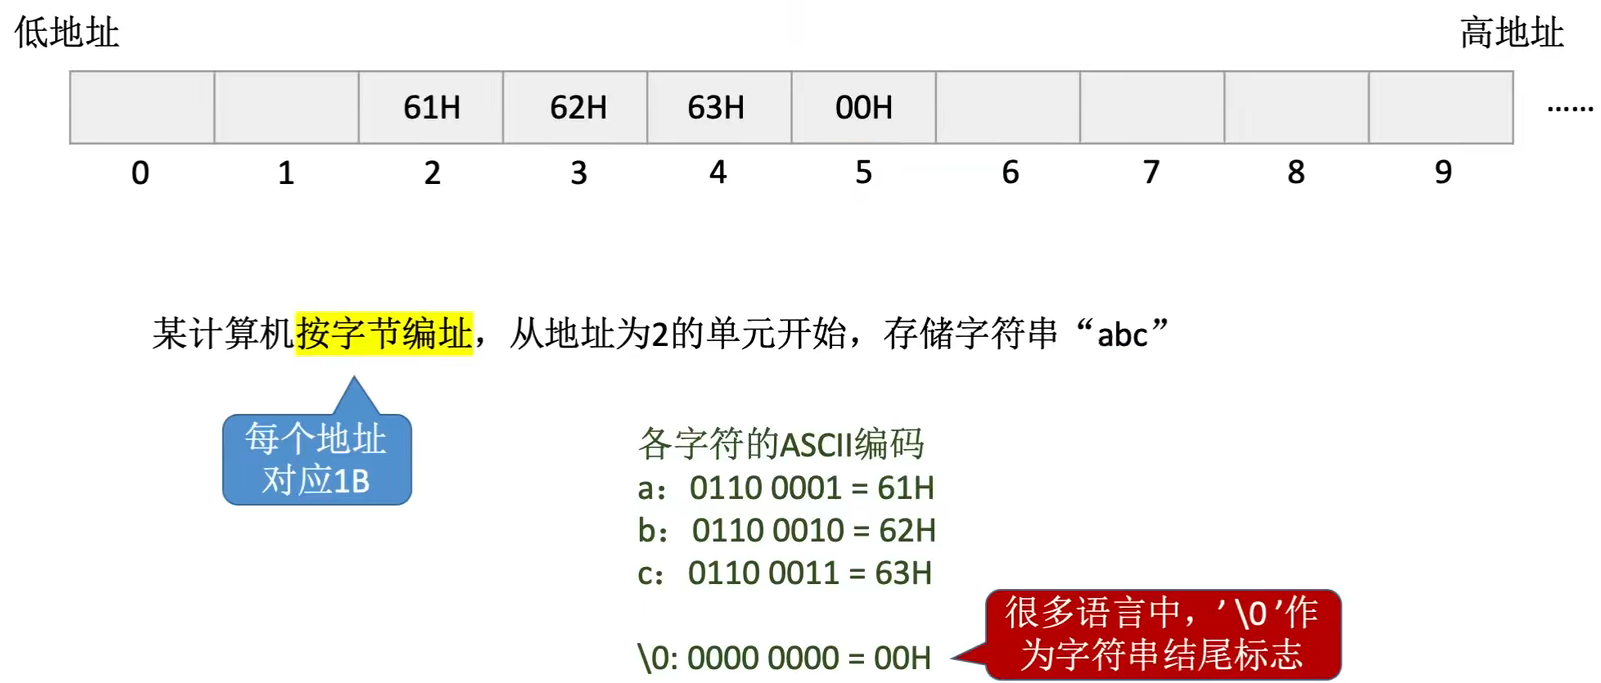 低地址 高地址
61H 62H 63H 00H ……
0 1 2 3 4 5 6 7 8 9
某计算机按字节编址，从地址为2的单元开始，存储字符串“abc”
每个地址
对应1B
各字符的ASCII编码
a： 0110 0001 = 61H
b： 0110 0010 = 62H
c： 0110 0011 = 63H
\0: 0000 0000 = 00H
很多语言中，’\0’作
为字符串结尾标志